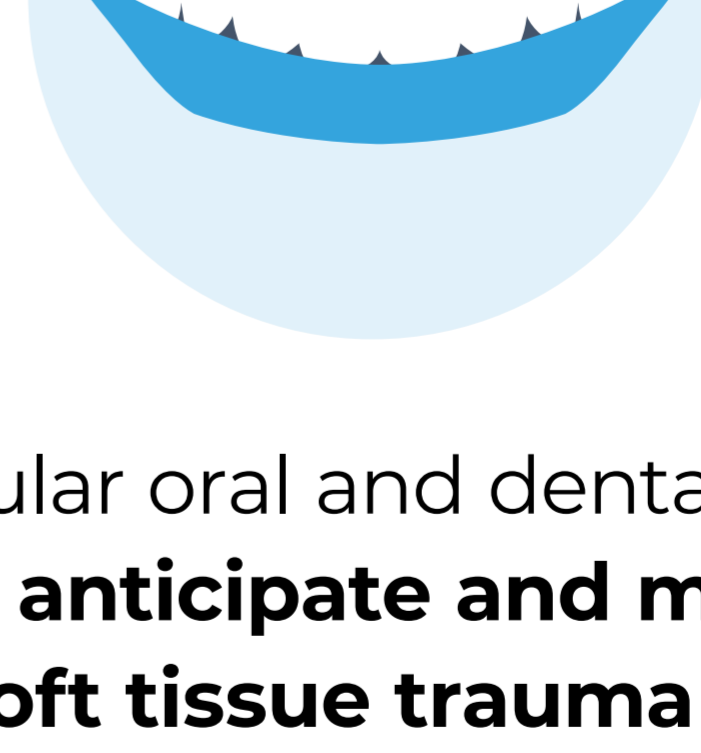 ular oral and denta
anticipate and m
oft tissue trauma